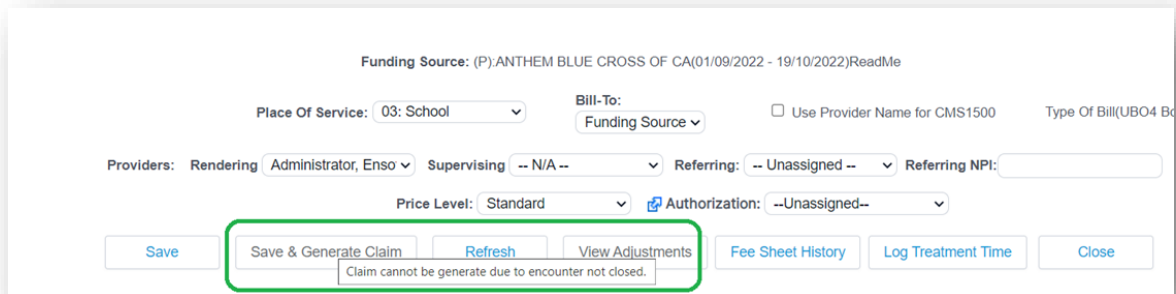 Funding Source: (P):ANTHEM BLUE CROSS OF CA(01/09/2022 - 19/10/2022)ReadMe
Place Of Service: 03: School Bill-To: Funding Source Use Provider Name for CMS1500 Type Of Bill(UBO4
Providers: Rendering Administrator, Enso Supervising -- N/A -- Referring: -- Unassigned -- Referring NPI:
Price Level: Standard Authorization: --Unassigned--
Save Save & Generate Claim Refresh View Adjustments Fee Sheet History Log Treatment Time Close
Claim cannot be generate due to encounter not closed.